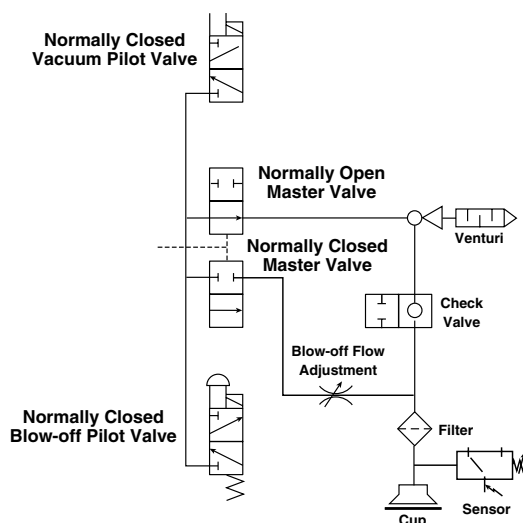 Normally Closed
Vacuum Pilot Valve
Normally Open
Master Valve
Venturi
Normally Closed
Master Valve
Check
Valve
Blow-off Flow
Adjustment
Normally Closed
Blow-off Pilot Valve
Filter
Sensor
Cup